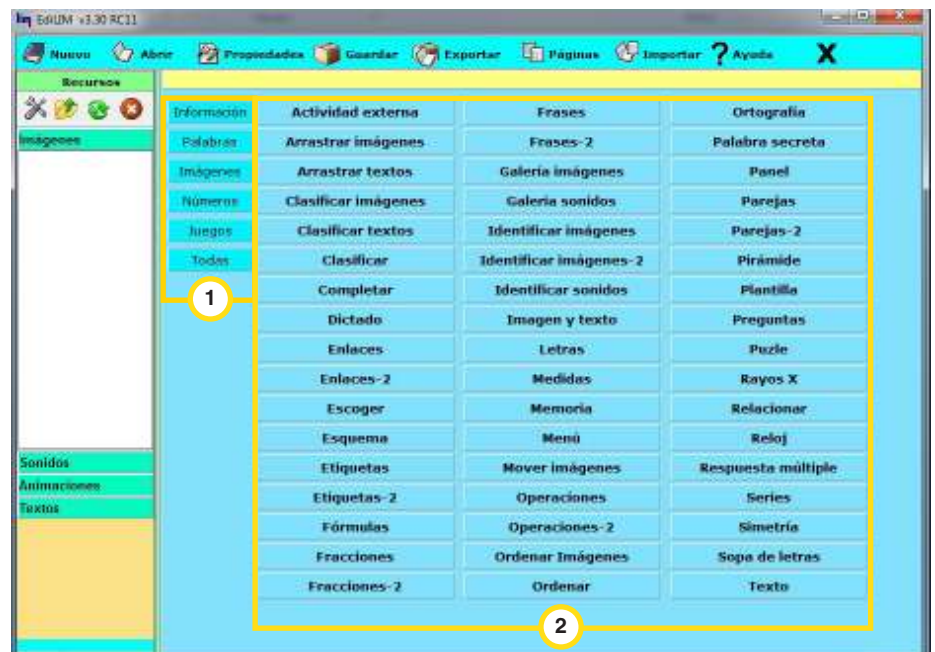 EdiLIM v3.30 RC11
Nuevo Abrir Propiedades Guardar Exportar Páginas Importar ? Ayuda X
Recursos
Imágenes
Sonidos
Animaciones
Textos
Información
Palabras
Imágenes
Números
Juegos
Todas
1
Actividad externa Frases Ortografía
Arrastrar imágenes Frases-2 Palabra secreta
Arrastrar textos Galería imágenes Panel
Clasificar imágenes Galería sonidos Parejas
Clasificar textos Identificar imágenes Parejas-2
Clasificar Identificar imágenes-2 Pirámide
Completar Identificar sonidos Plantilla
Dictado Imagen y texto Preguntas
Enlaces Letras Puzle
Enlaces-2 Medidas Rayos X
Escoger Memoria Relacionar
Esquema Menú Reloj
Etiquetas Mover imágenes Respuesta múltiple
Etiquetas-2 Operaciones Series
Fórmulas Operaciones-2 Simetría
Fracciones Ordenar Imágenes Sopa de letras
Fracciones-2 Ordenar Texto
2